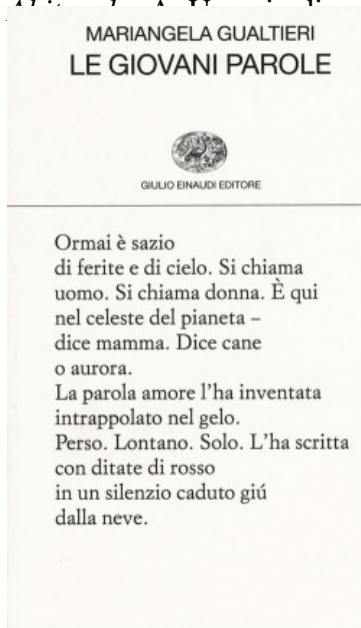 MARIANGELA GUALTIERI
LE GIOVANI PAROLE
GIULIO EINAUDI EDITORE
Ormai è sazio
di ferite e di cielo. Si chiama
uomo. Si chiama donna. È qui
nel celeste del pianeta –
dice mamma. Dice cane
o aurora.
La parola amore l'ha inventata
intrappolato nel gelo.
Perso. Lontano. Solo. L'ha scritta
con ditate di rosso
in un silenzio caduto giú
dalla neve.